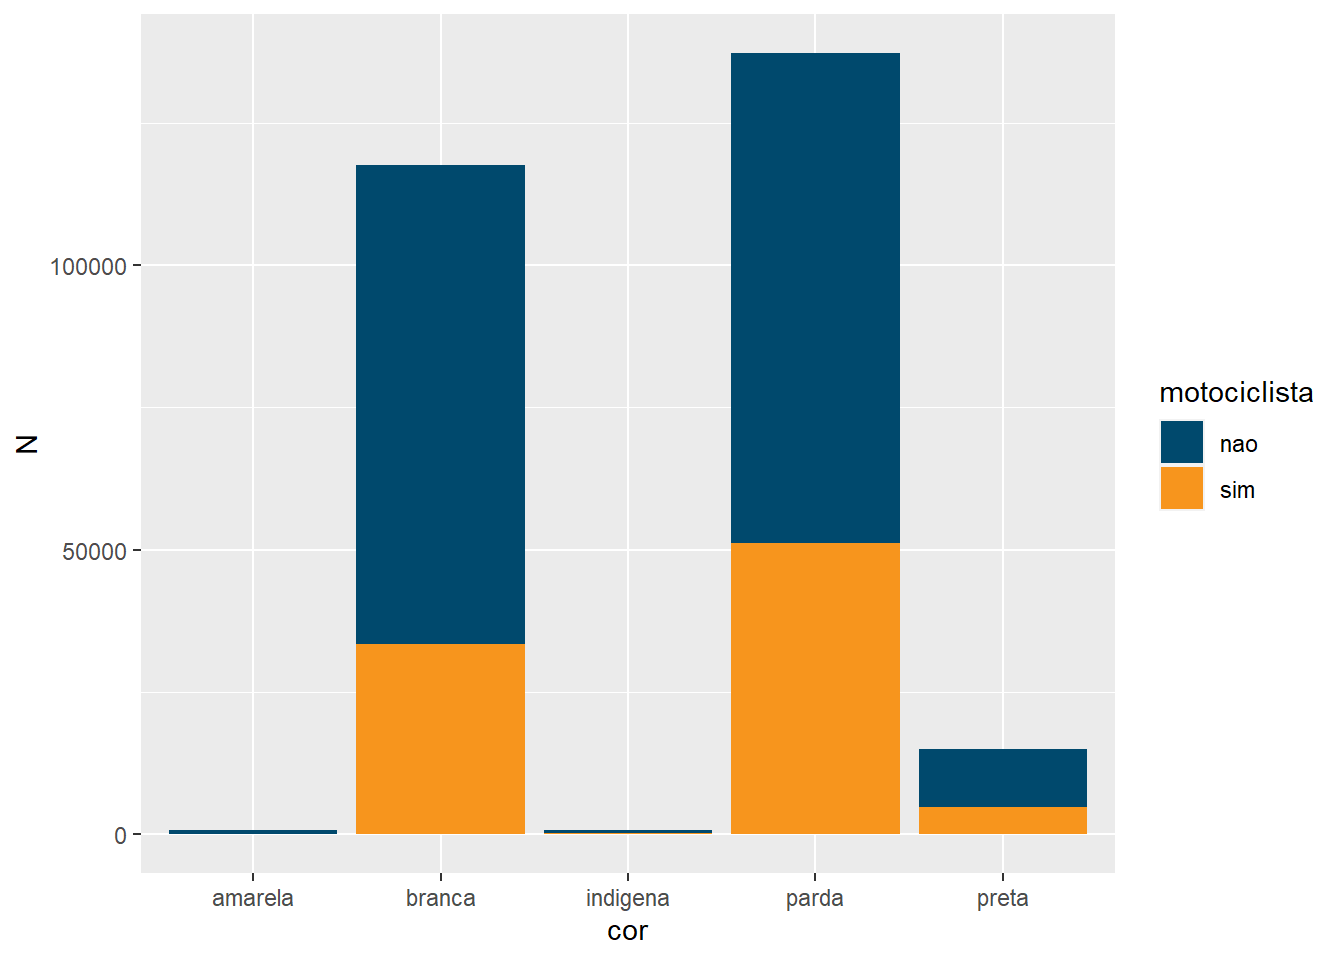 N
100000
50000
0
amarela
branca
indigena
parda
preta
cor
motociclista
nao
sim